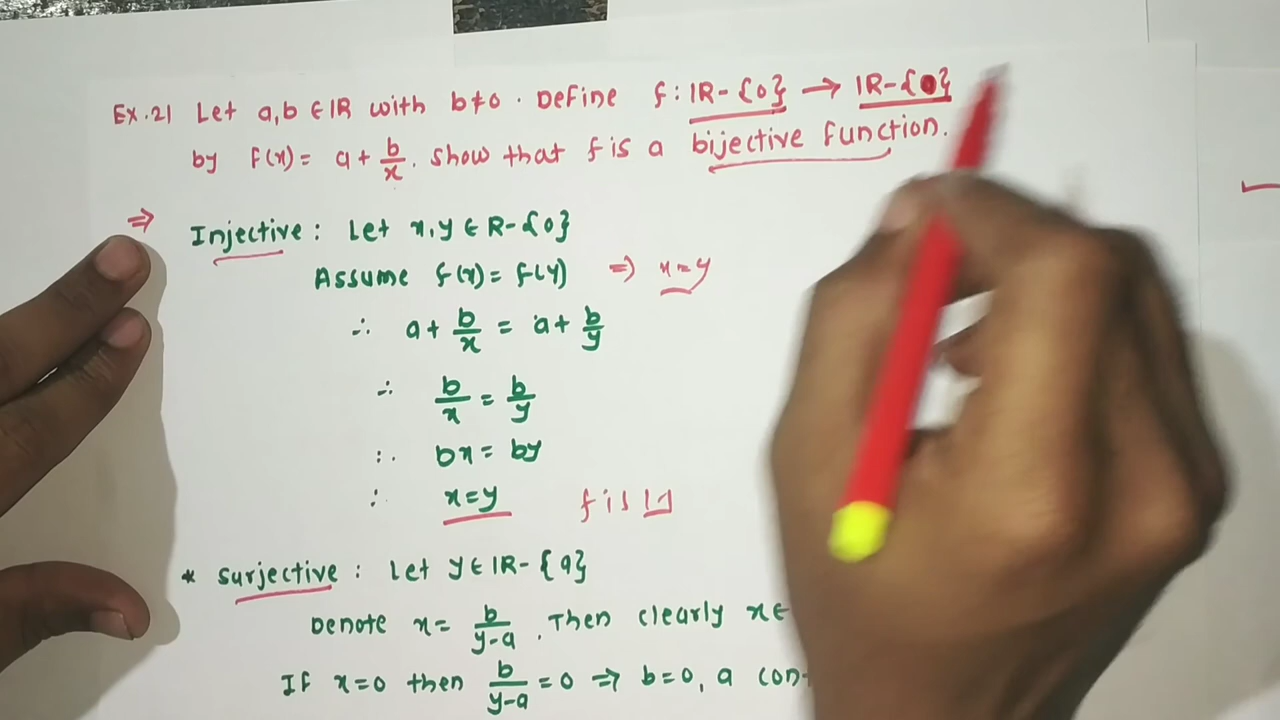 Ex.21 Let a,b ∈ IR with b≠0. Define f: IR-{0} → IR-{0}
by f(x) = a + b/x. show that f is a bijective function.
⇒ Injective: Let x,y ∈ R-{0}
Assume f(x) = f(y) ⇒ x=y
∴ a + b/x = a + b/y
∴ b/x = b/y
∴ bx = by
∴ x=y f is 1-1
* Surjective: Let y ∈ IR-{a}
Denote x = b/y-a. Then clearly x ∈
If x=0 then b/y-a = 0 ⇒ b=0, a con